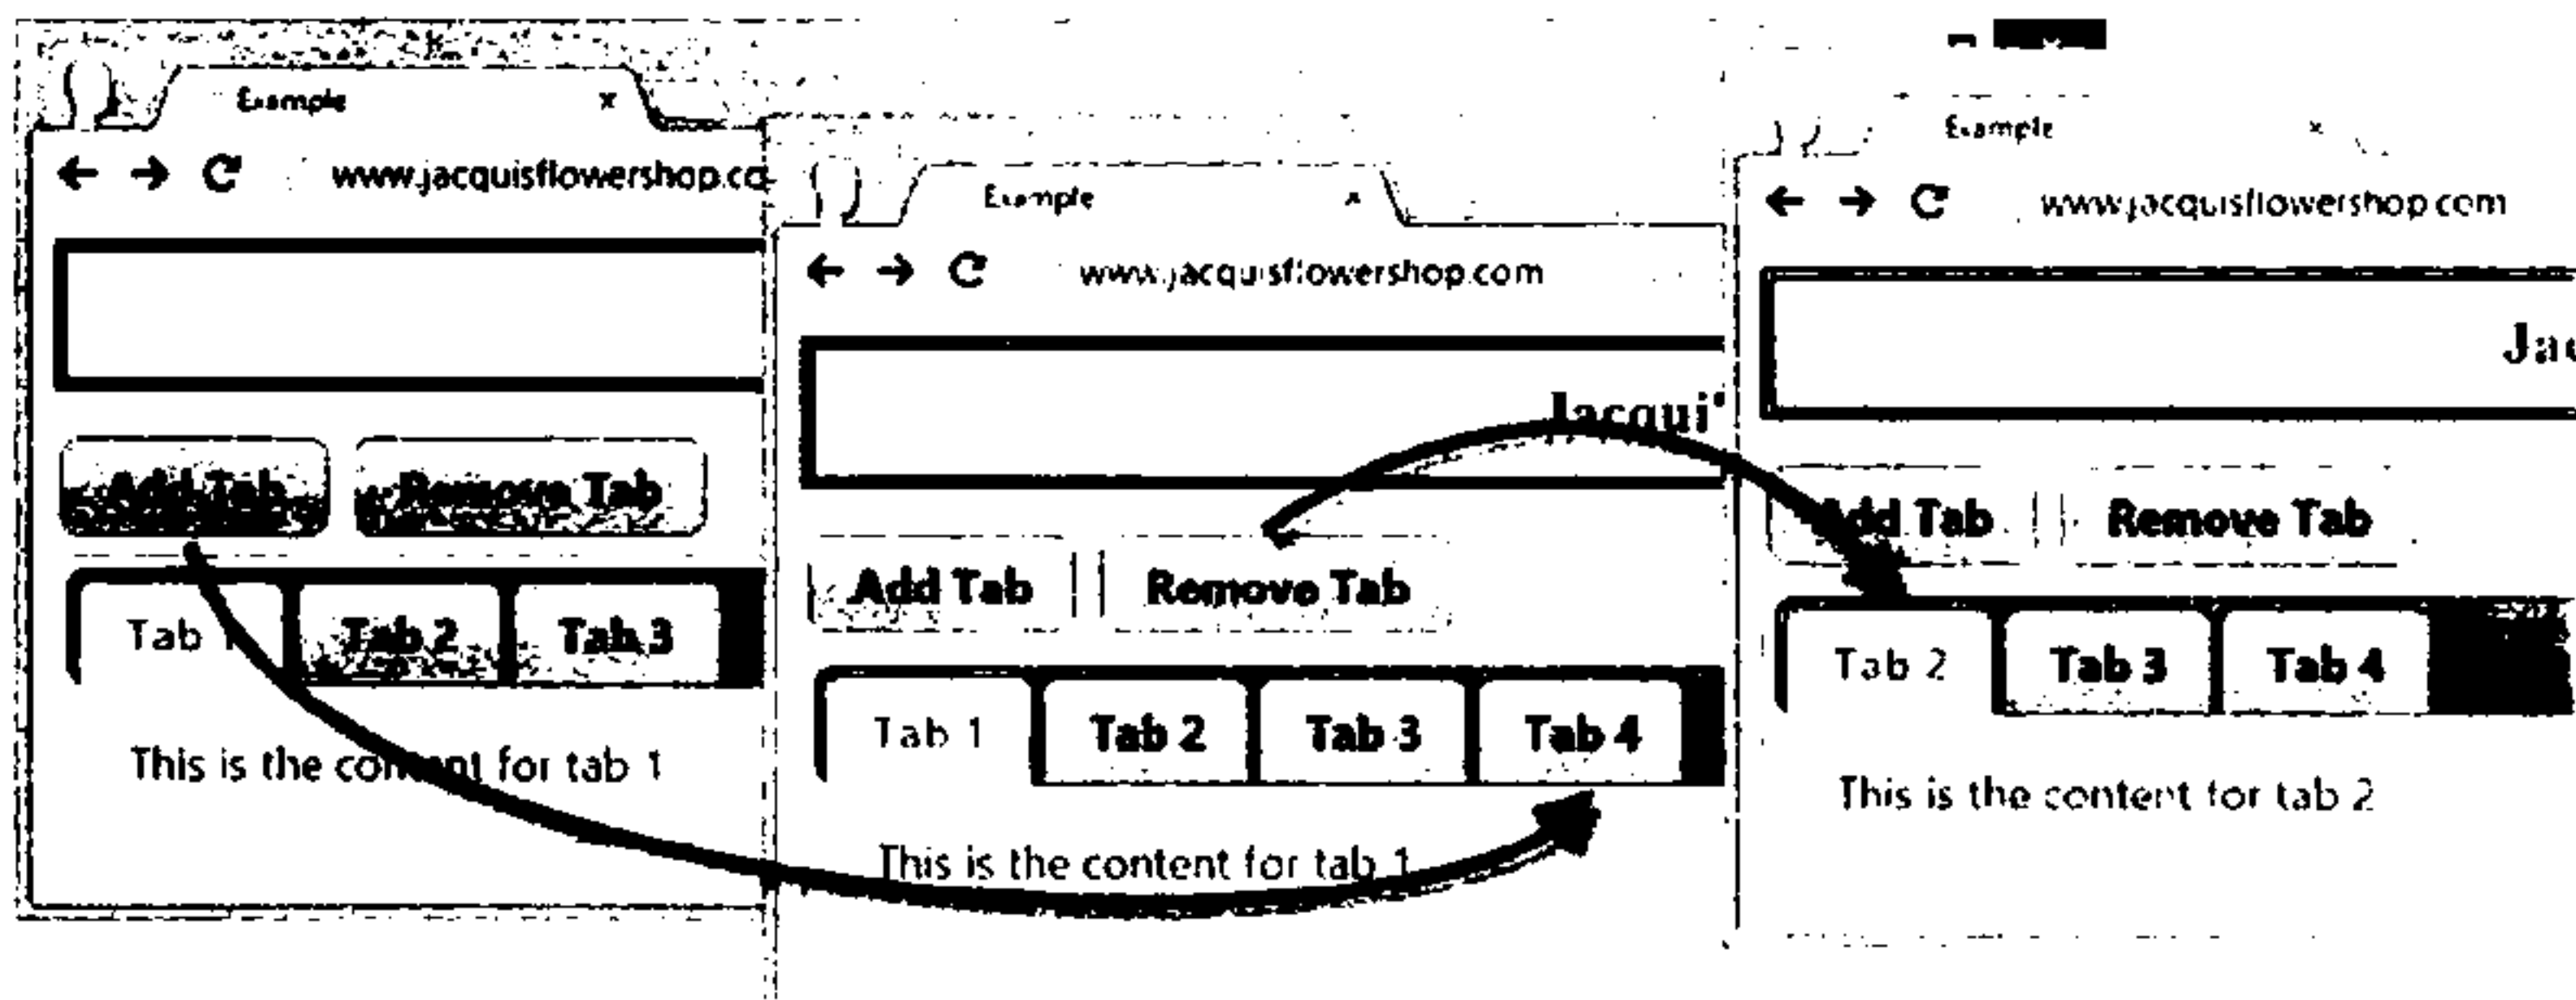 Example x
www.jacquisflowershop.co
Add Tab Remove Tab
Tab 1 Tab 2 Tab 3
This is the content for tab 1
Example x
www.jacquisflowershop.com
Jacqui'
Add Tab Remove Tab
Tab 1 Tab 2 Tab 3 Tab 4
This is the content for tab 1
Example x
www.jacquisflowershop.com
Jac
Add Tab Remove Tab
Tab 2 Tab 3 Tab 4
This is the content for tab 2